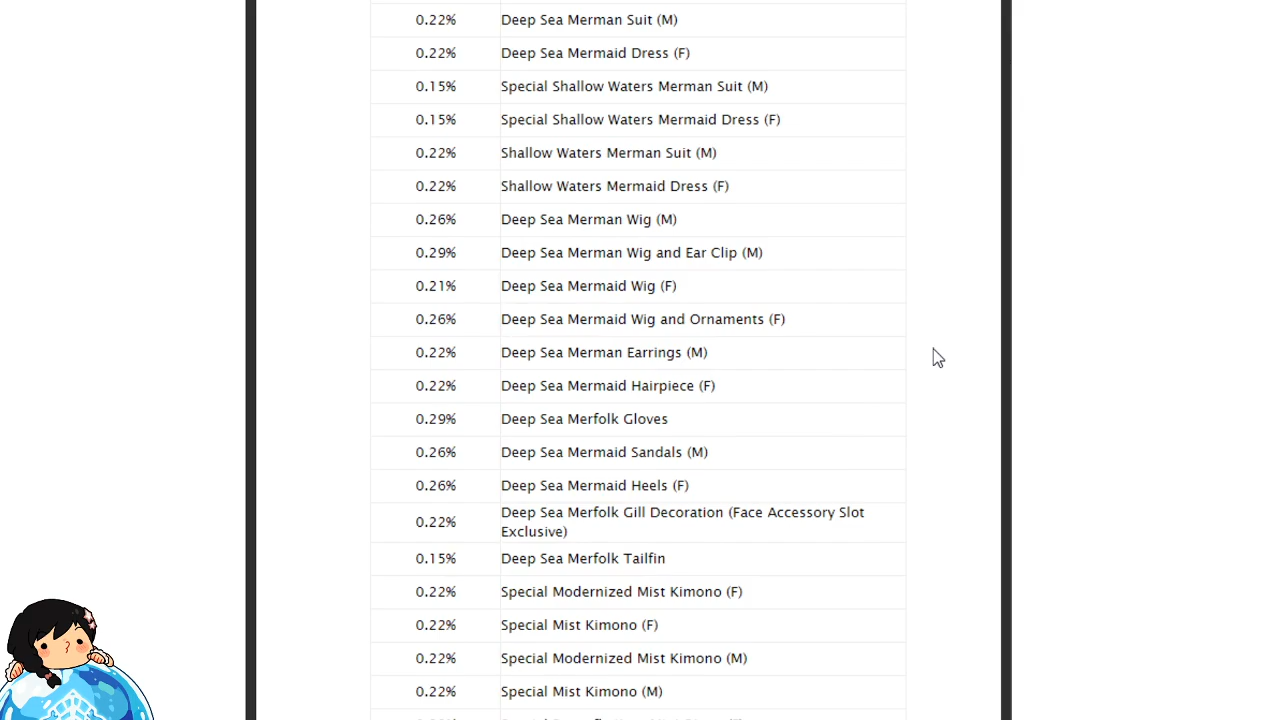 0.22% Deep Sea Merman Suit (M)
0.22% Deep Sea Mermaid Dress (F)
0.15% Special Shallow Waters Merman Suit (M)
0.15% Special Shallow Waters Mermaid Dress (F)
0.22% Shallow Waters Merman Suit (M)
0.22% Shallow Waters Mermaid Dress (F)
0.26% Deep Sea Merman Wig (M)
0.29% Deep Sea Merman Wig and Ear Clip (M)
0.21% Deep Sea Mermaid Wig (F)
0.26% Deep Sea Mermaid Wig and Ornaments (F)
0.22% Deep Sea Merman Earrings (M)
0.22% Deep Sea Mermaid Hairpiece (F)
0.29% Deep Sea Merfolk Gloves
0.26% Deep Sea Mermaid Sandals (M)
0.26% Deep Sea Mermaid Heels (F)
0.22% Deep Sea Merfolk Gill Decoration (Face Accessory Slot
Exclusive)
0.15% Deep Sea Merfolk Tailfin
0.22% Special Modernized Mist Kimono (F)
0.22% Special Mist Kimono (F)
0.22% Special Modernized Mist Kimono (M)
0.22% Special Mist Kimono (M)